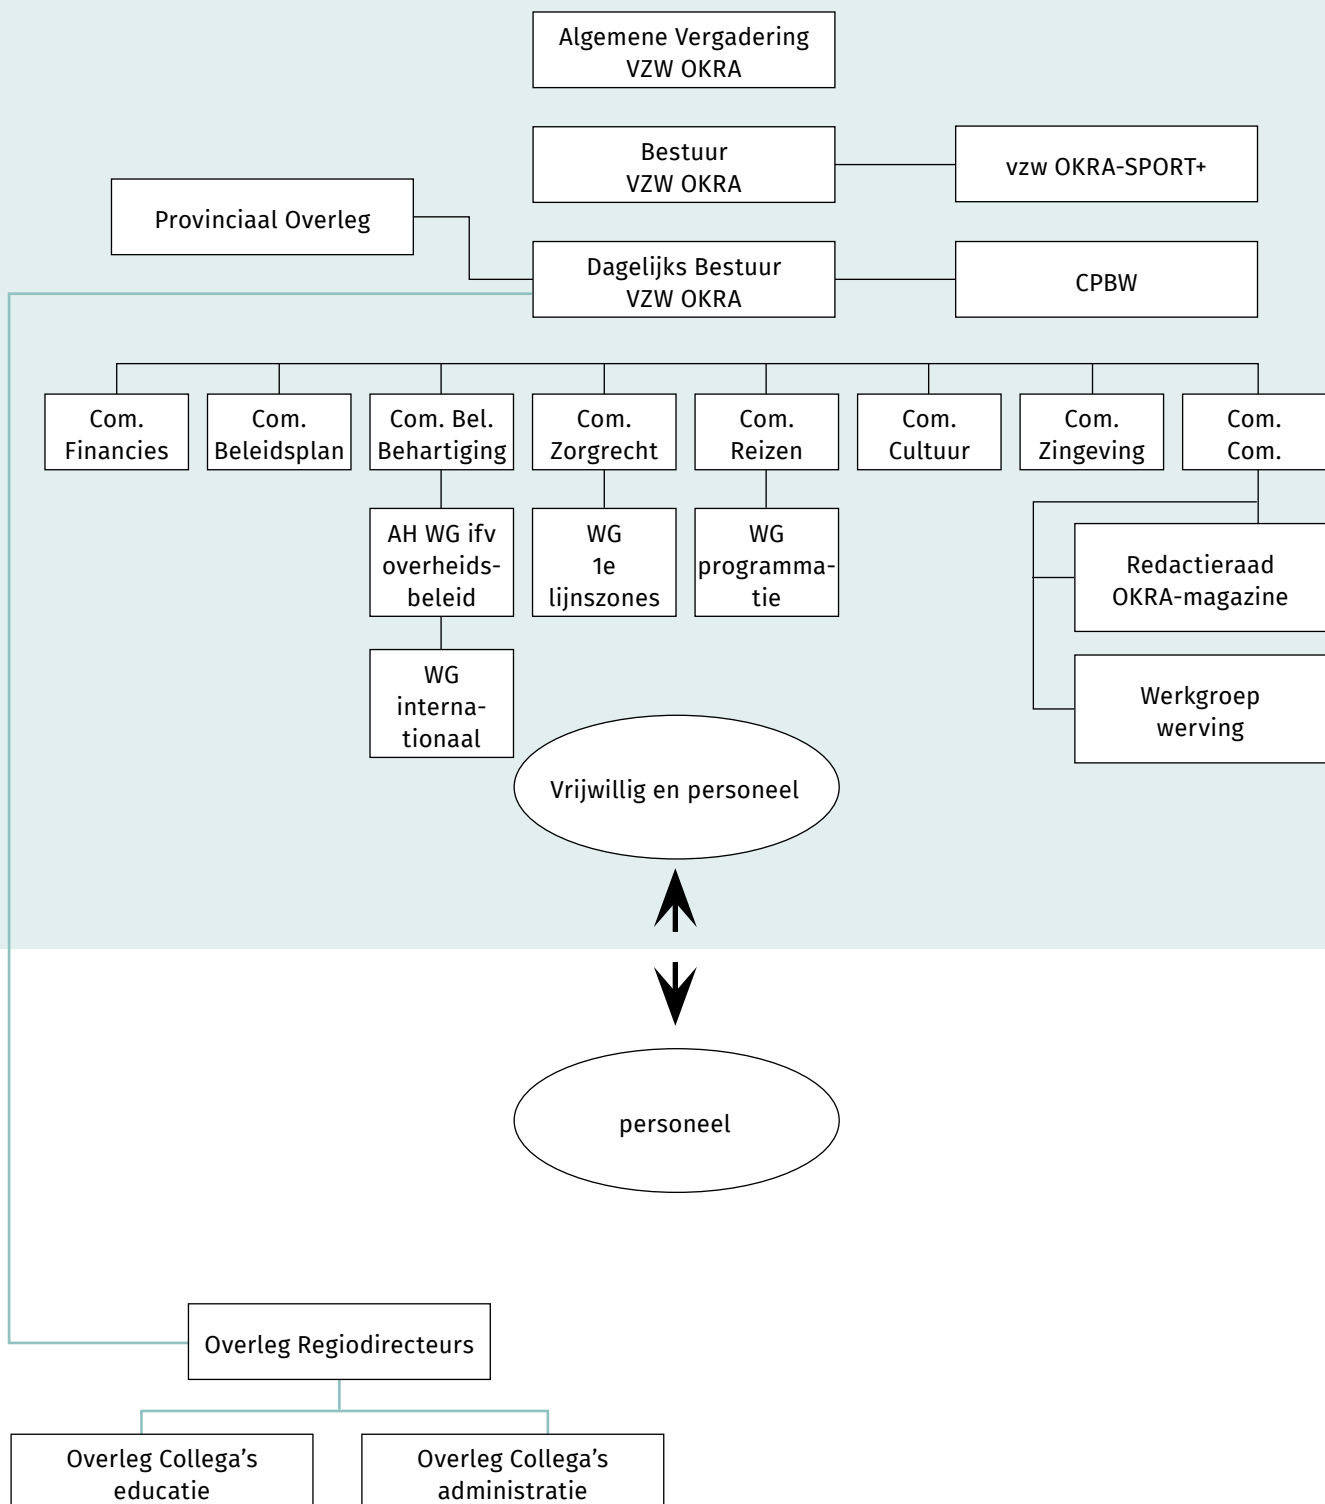 Algemene Vergadering
VZW OKRA
Bestuur
VZW OKRA
vzw OKRA-SPORT+
Provinciaal Overleg
Dagelijks Bestuur
VZW OKRA
CPBW
Com.
Financies
Com.
Beleidsplan
Com. Bel.
Behartiging
Com.
Zorgrecht
Com.
Reizen
Com.
Cultuur
Com.
Zingeving
Com.
Com.
AH WG ifv
overheids-
beleid
WG
1e
lijnszones
WG
programma-
tie
Redactieraad
OKRA-magazine
WG
interna-
tionaal
Werkgroep
werving
Vrijwillig en personeel
personeel
Overleg Regiodirecteurs
Overleg Collega’s
educatie
Overleg Collega’s
administratie